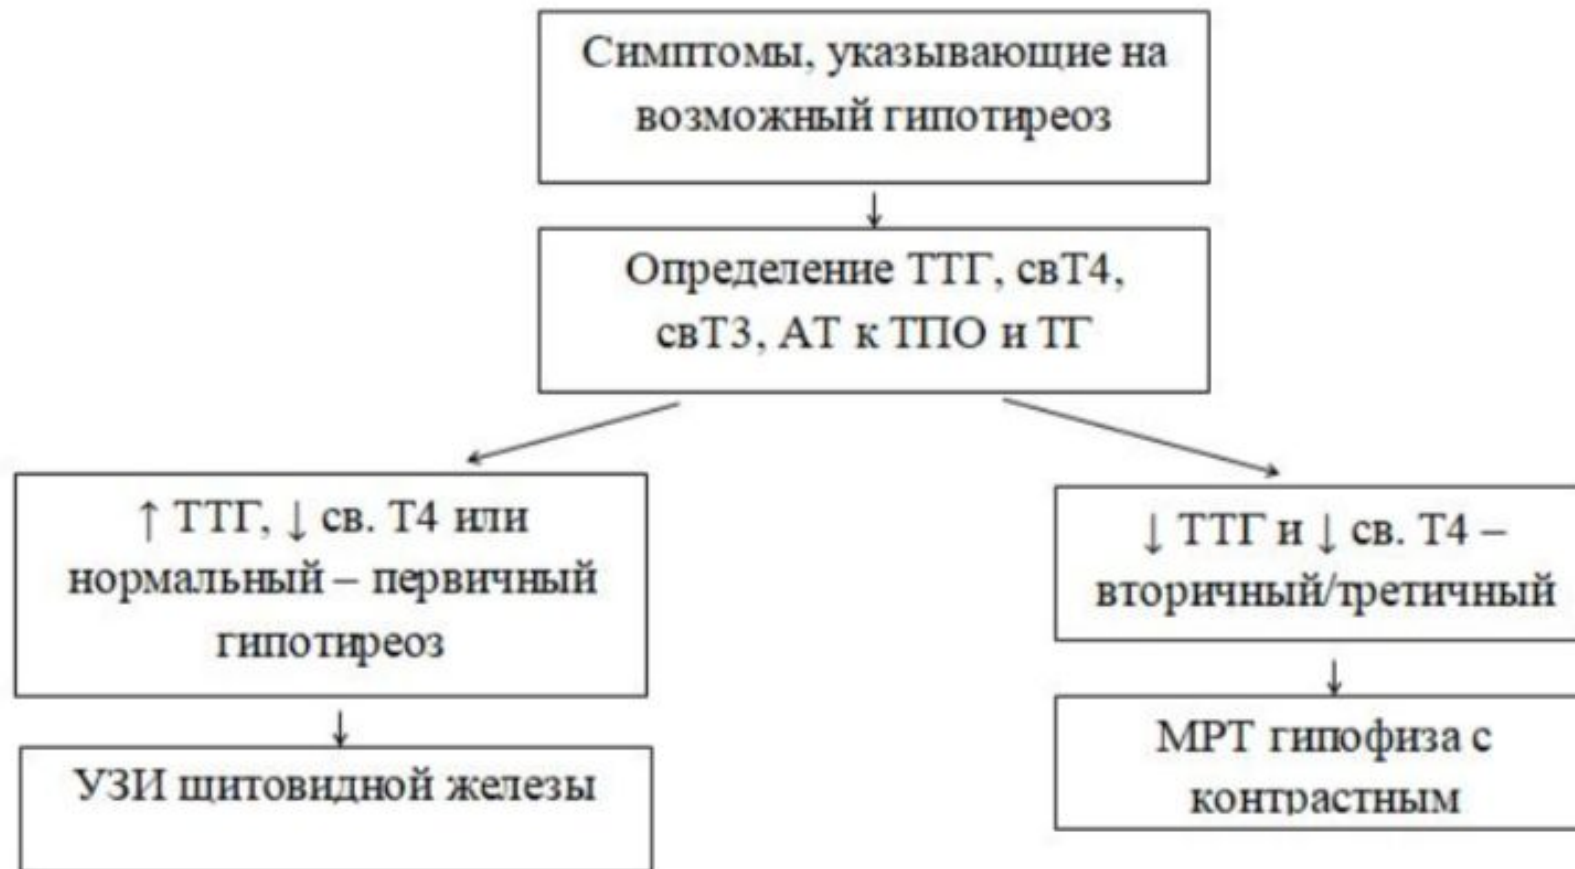 Симптомы, указывающие на
возможный гипотиреоз
Определение ТТГ, свТ4,
свТ3, АТ к ТПО и ТГ
↑ ТТГ, ↓ св. Т4 или
нормальный – первичный
гипотиреоз
УЗИ щитовидной железы
↓ ТТГ и ↓ св. Т4 –
вторичный/третичный
МРТ гипофиза с
контрастным